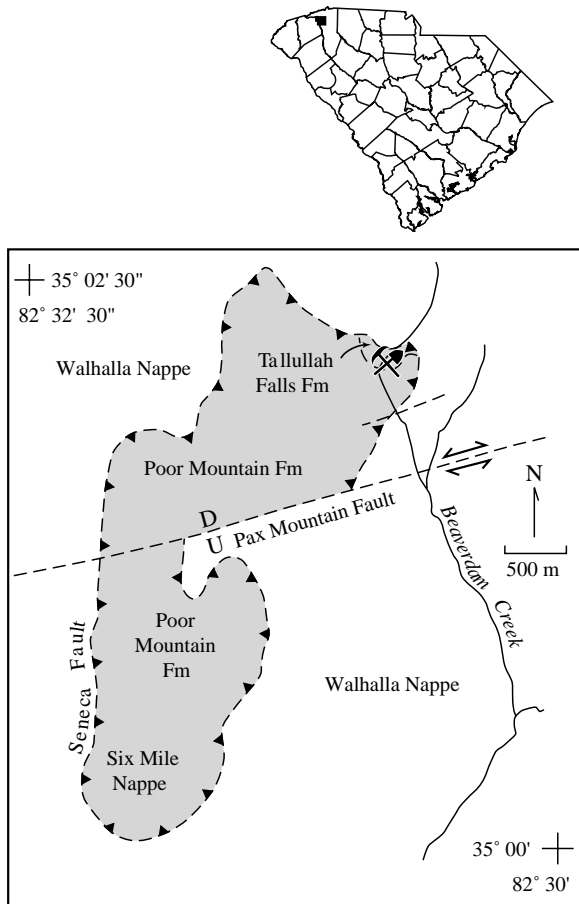 35° 02' 30"
82° 32' 30"
Walhalla Nappe
Tallullah
Falls Fm
Poor Mountain Fm
D
U Pax Mountain Fault
N
500 m
Beaverdam Creek
Poor
Mountain
Fm
Walhalla Nappe
Seneca Fault
Six Mile
Nappe
35° 00'
82° 30'